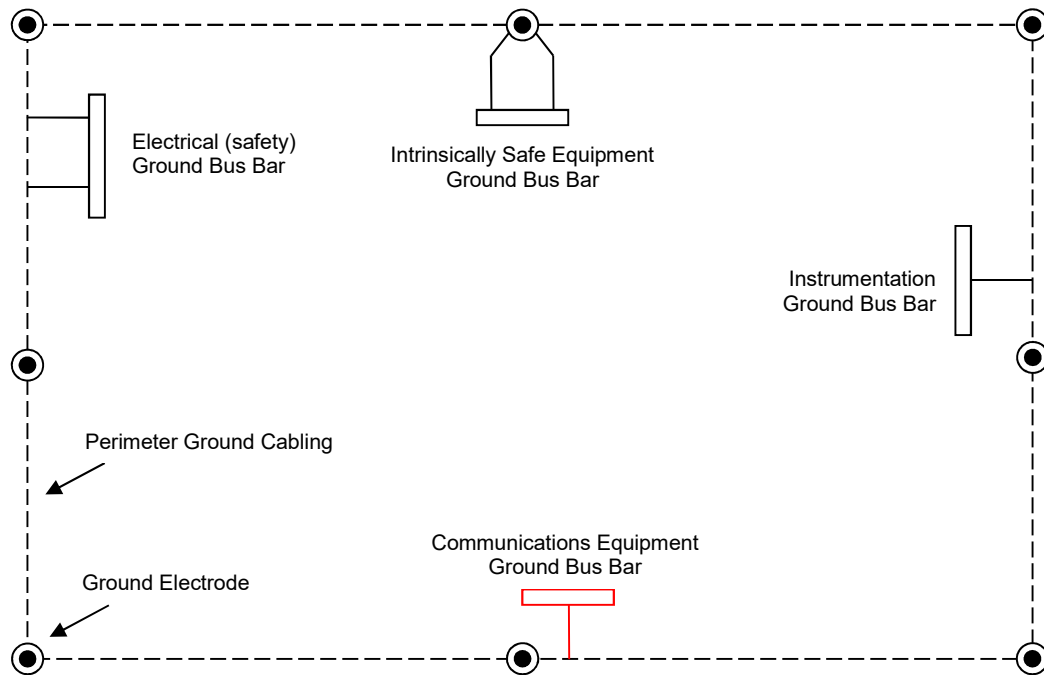 Electrical (safety)
Ground Bus Bar
Intrinsically Safe Equipment
Ground Bus Bar
Instrumentation
Ground Bus Bar
Perimeter Ground Cabling
Communications Equipment
Ground Bus Bar
Ground Electrode